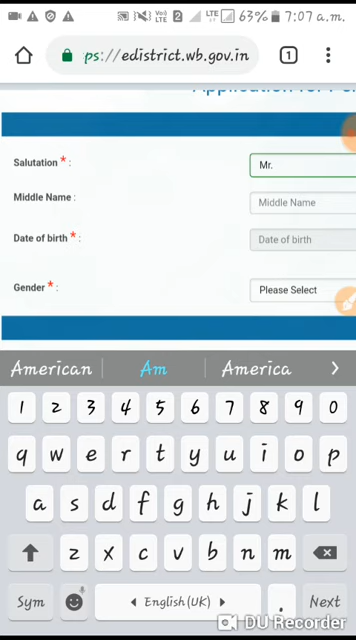 VoLTE 2 LTE 63% 7:07 a.m.
ps://edistrict.wb.gov.in 1
Salutation * : Mr.
Middle Name : Middle Name
Date of birth * : Date of birth
Gender * : Please Select
American Am America >
1 2 3 4 5 6 7 8 9 0
q w e r t y u i o p
a s d f g h j k l
z x c v b n m
Sym English(UK) . Next
DU Recorder